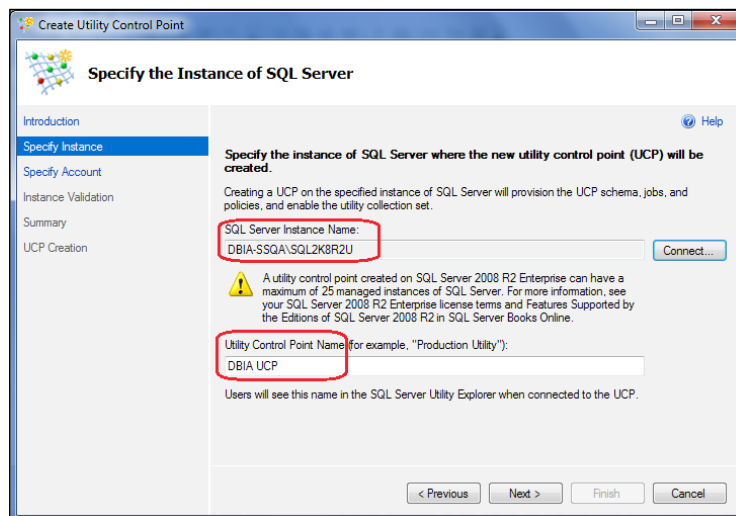 Create Utility Control Point
Specify the Instance of SQL Server
Introduction
Specify Instance
Specify Account
Instance Validation
Summary
UCP Creation
Help
Specify the instance of SQL Server where the new utility control point (UCP) will be
created.
Creating a UCP on the specified instance of SQL Server will provision the UCP schema, jobs, and
policies, and enable the utility collection set.
SQL Server Instance Name:
DBIA-SSQA\SQL2K8R2U
Connect...
A utility control point created on SQL Server 2008 R2 Enterprise can have a
maximum of 25 managed instances of SQL Server. For more information, see
your SQL Server 2008 R2 Enterprise license terms and Features Supported by
the Editions of SQL Server 2008 R2 in SQL Server Books Online.
Utility Control Point Name (for example, "Production Utility"):
DBIA UCP
Users will see this name in the SQL Server Utility Explorer when connected to the UCP.
< Previous
Next >
Finish
Cancel